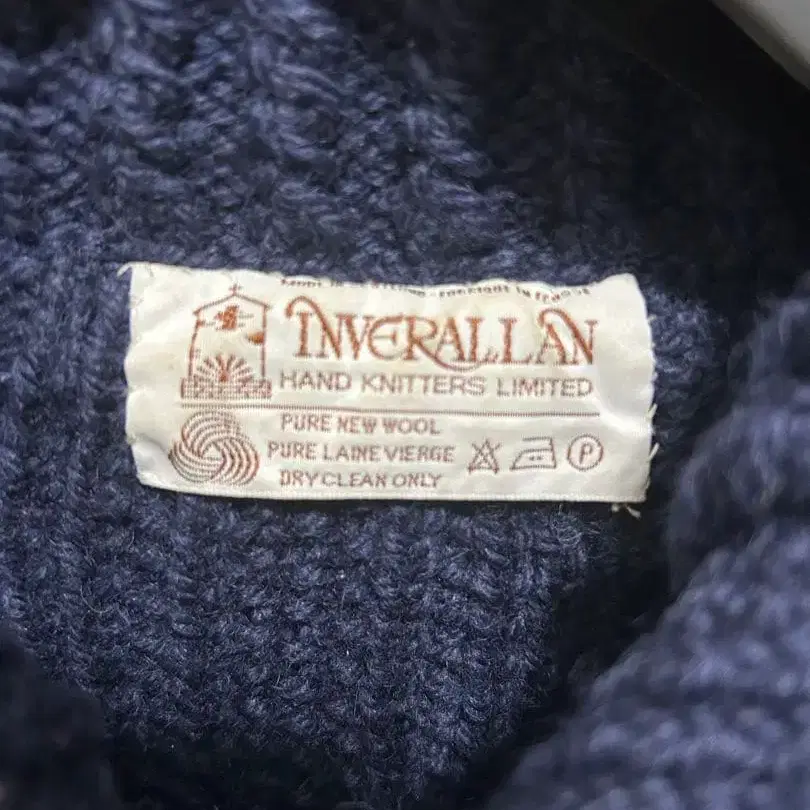 INVERALLAN
HAND KNITTERS LIMITED
PURE NEW WOOL
PURE LAINE VIERGE
P
DRY CLEAN ONLY